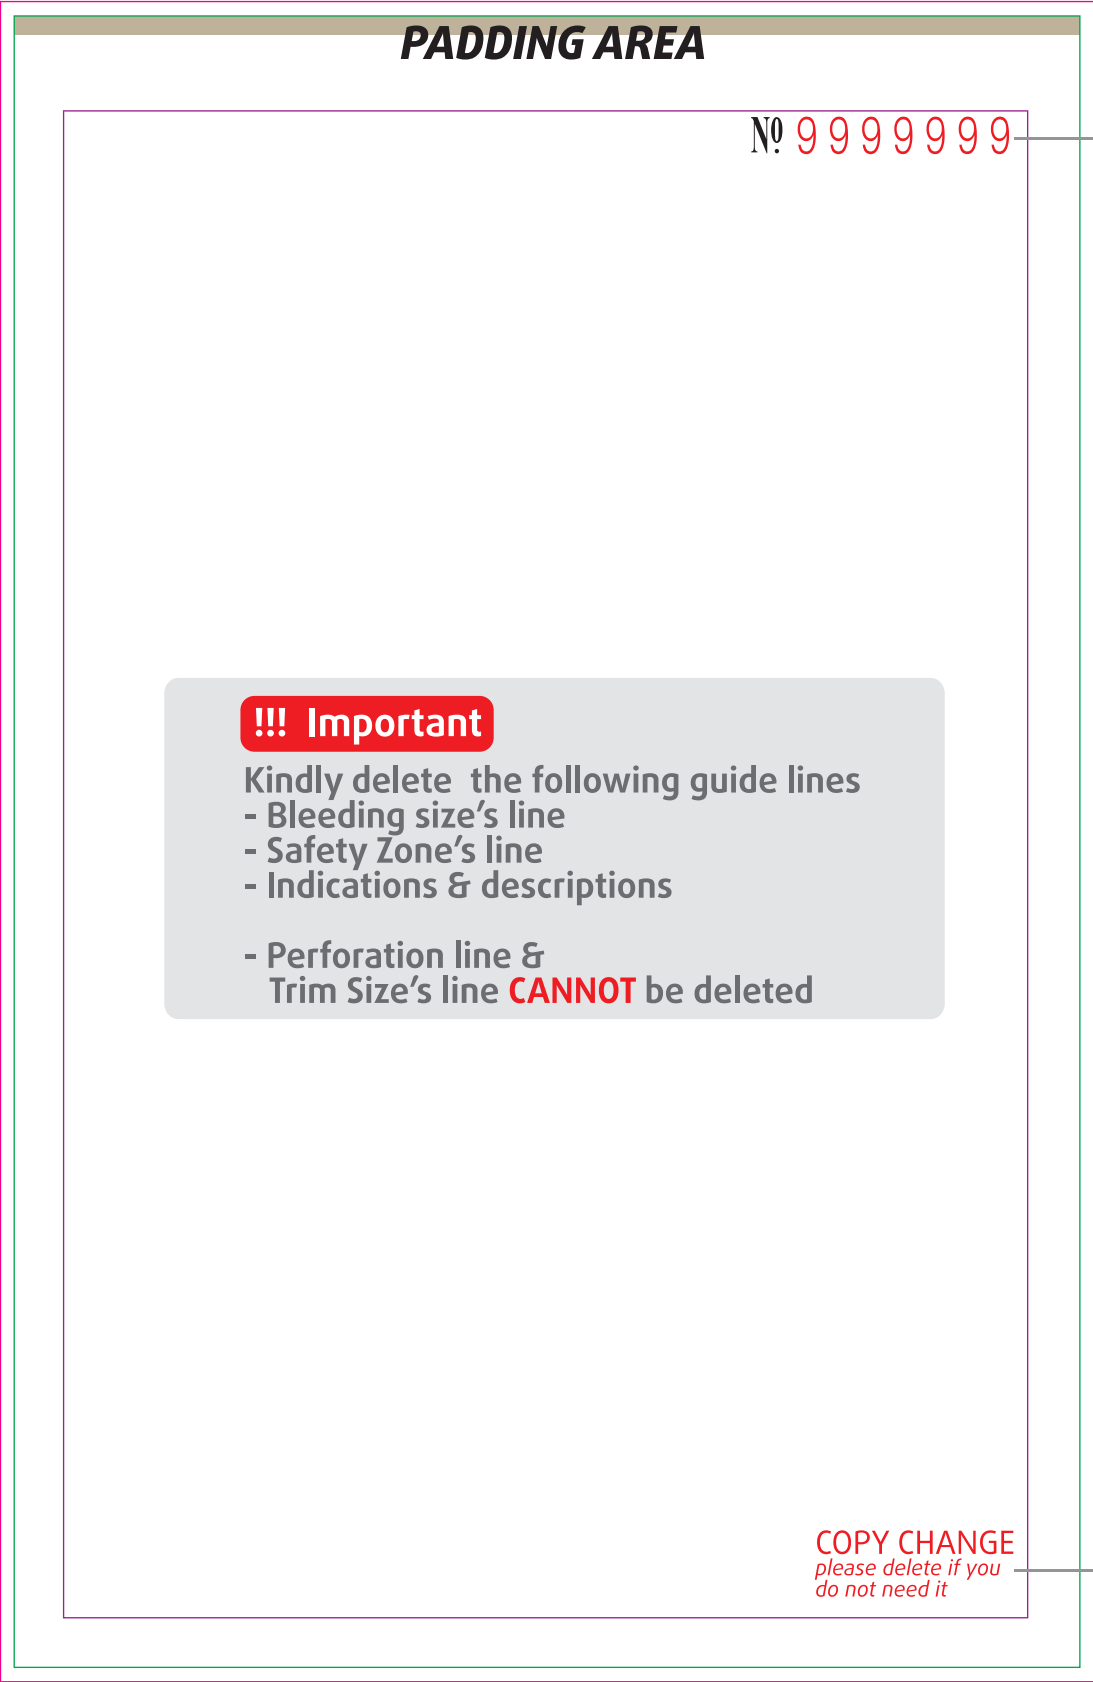 PADDING AREA
Nº 9999999
!!! Important
Kindly delete the following guide lines
- Bleeding size’s line
- Safety Zone’s line
- Indications & descriptions
- Perforation line &
Trim Size’s line CANNOT be deleted
COPY CHANGE
please delete if you
do not need it